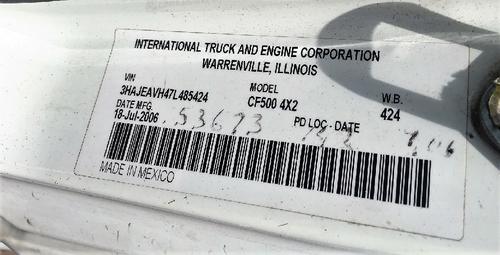 INTERNATIONAL TRUCK AND ENGINE CORPORATION
WARRENVILLE, ILLINOIS
VIN MODEL W.B.
3HAJEAVH47L485424 CF500 4X2 424
DATE MFG. PD LOC - DATE
18-Jul-2006 53673
MADE IN MEXICO